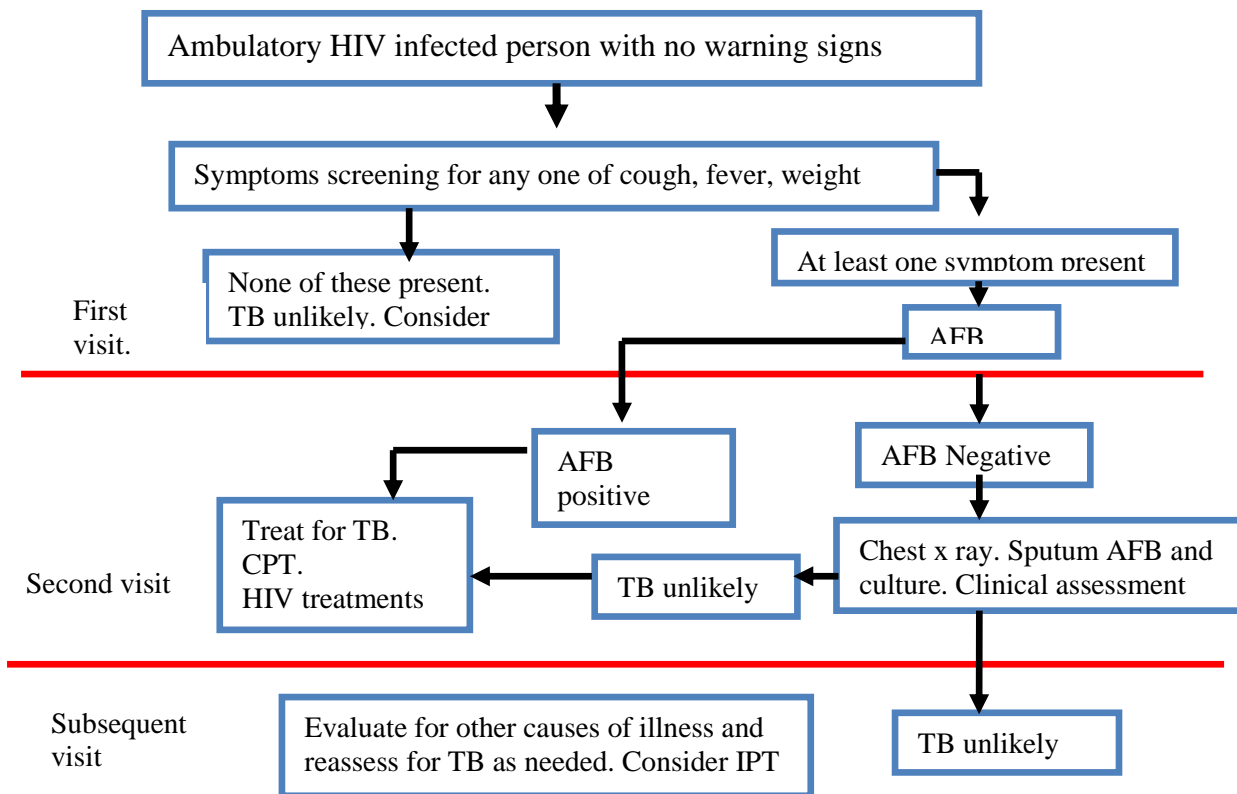 Ambulatory HIV infected person with no warning signs
Symptoms screening for any one of cough, fever, weight
None of these present.
TB unlikely. Consider
At least one symptom present
AFB
First
visit.
AFB
positive
AFB Negative
Treat for TB.
CPT.
HIV treatments
TB unlikely
Chest x ray. Sputum AFB and
culture. Clinical assessment
Second visit
Subsequent
visit
Evaluate for other causes of illness and
reassess for TB as needed. Consider IPT
TB unlikely